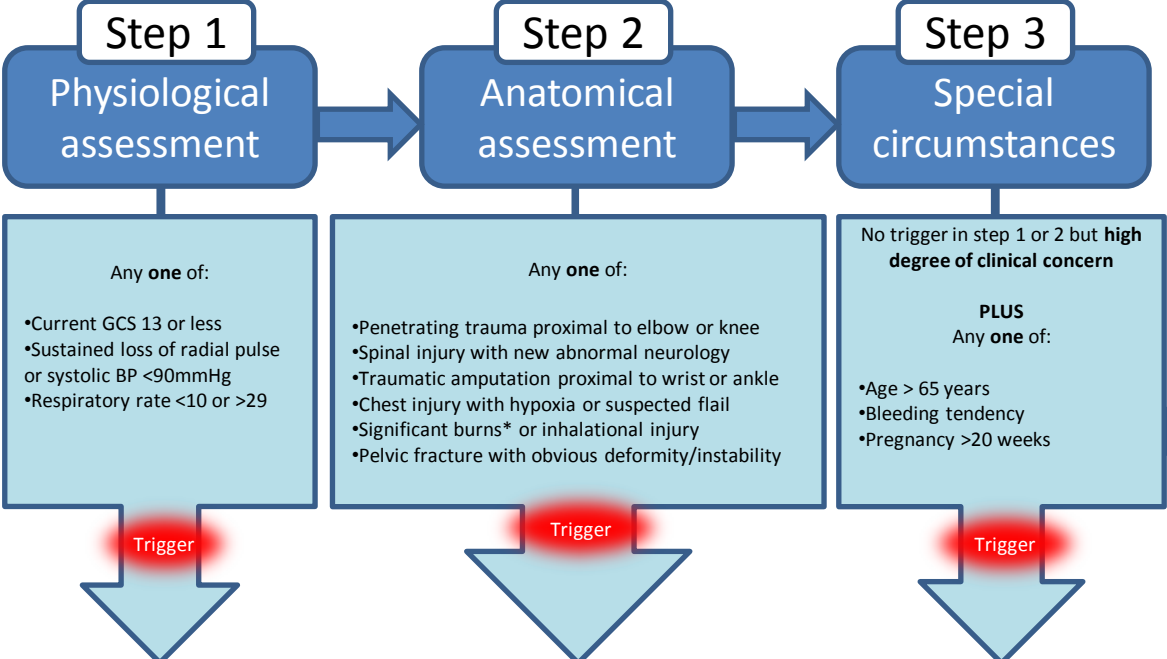 Step 1
Physiological
assessment
Step 2
Anatomical
assessment
Step 3
Special
circumstances
Any one of:
•Current GCS 13 or less
•Sustained loss of radial pulse
or systolic BP <90mmHg
•Respiratory rate <10 or >29
Trigger
Any one of:
•Penetrating trauma proximal to elbow or knee
•Spinal injury with new abnormal neurology
•Traumatic amputation proximal to wrist or ankle
•Chest injury with hypoxia or suspected flail
•Significant burns* or inhalational injury
•Pelvic fracture with obvious deformity/instability
Trigger
No trigger in step 1 or 2 but high
degree of clinical concern
PLUS
Any one of:
•Age > 65 years
•Bleeding tendency
•Pregnancy >20 weeks
Trigger